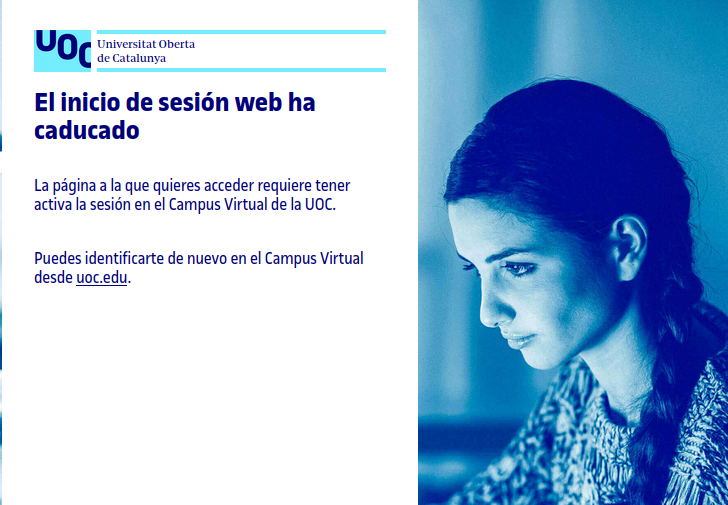 UOC
Universitat Oberta
de Catalunya
El inicio de sesión web ha
caducado
La página a la que quieres acceder requiere tener
activa la sesión en el Campus Virtual de la UOC.
Puedes identificarte de nuevo en el Campus Virtual
desde uoc.edu.